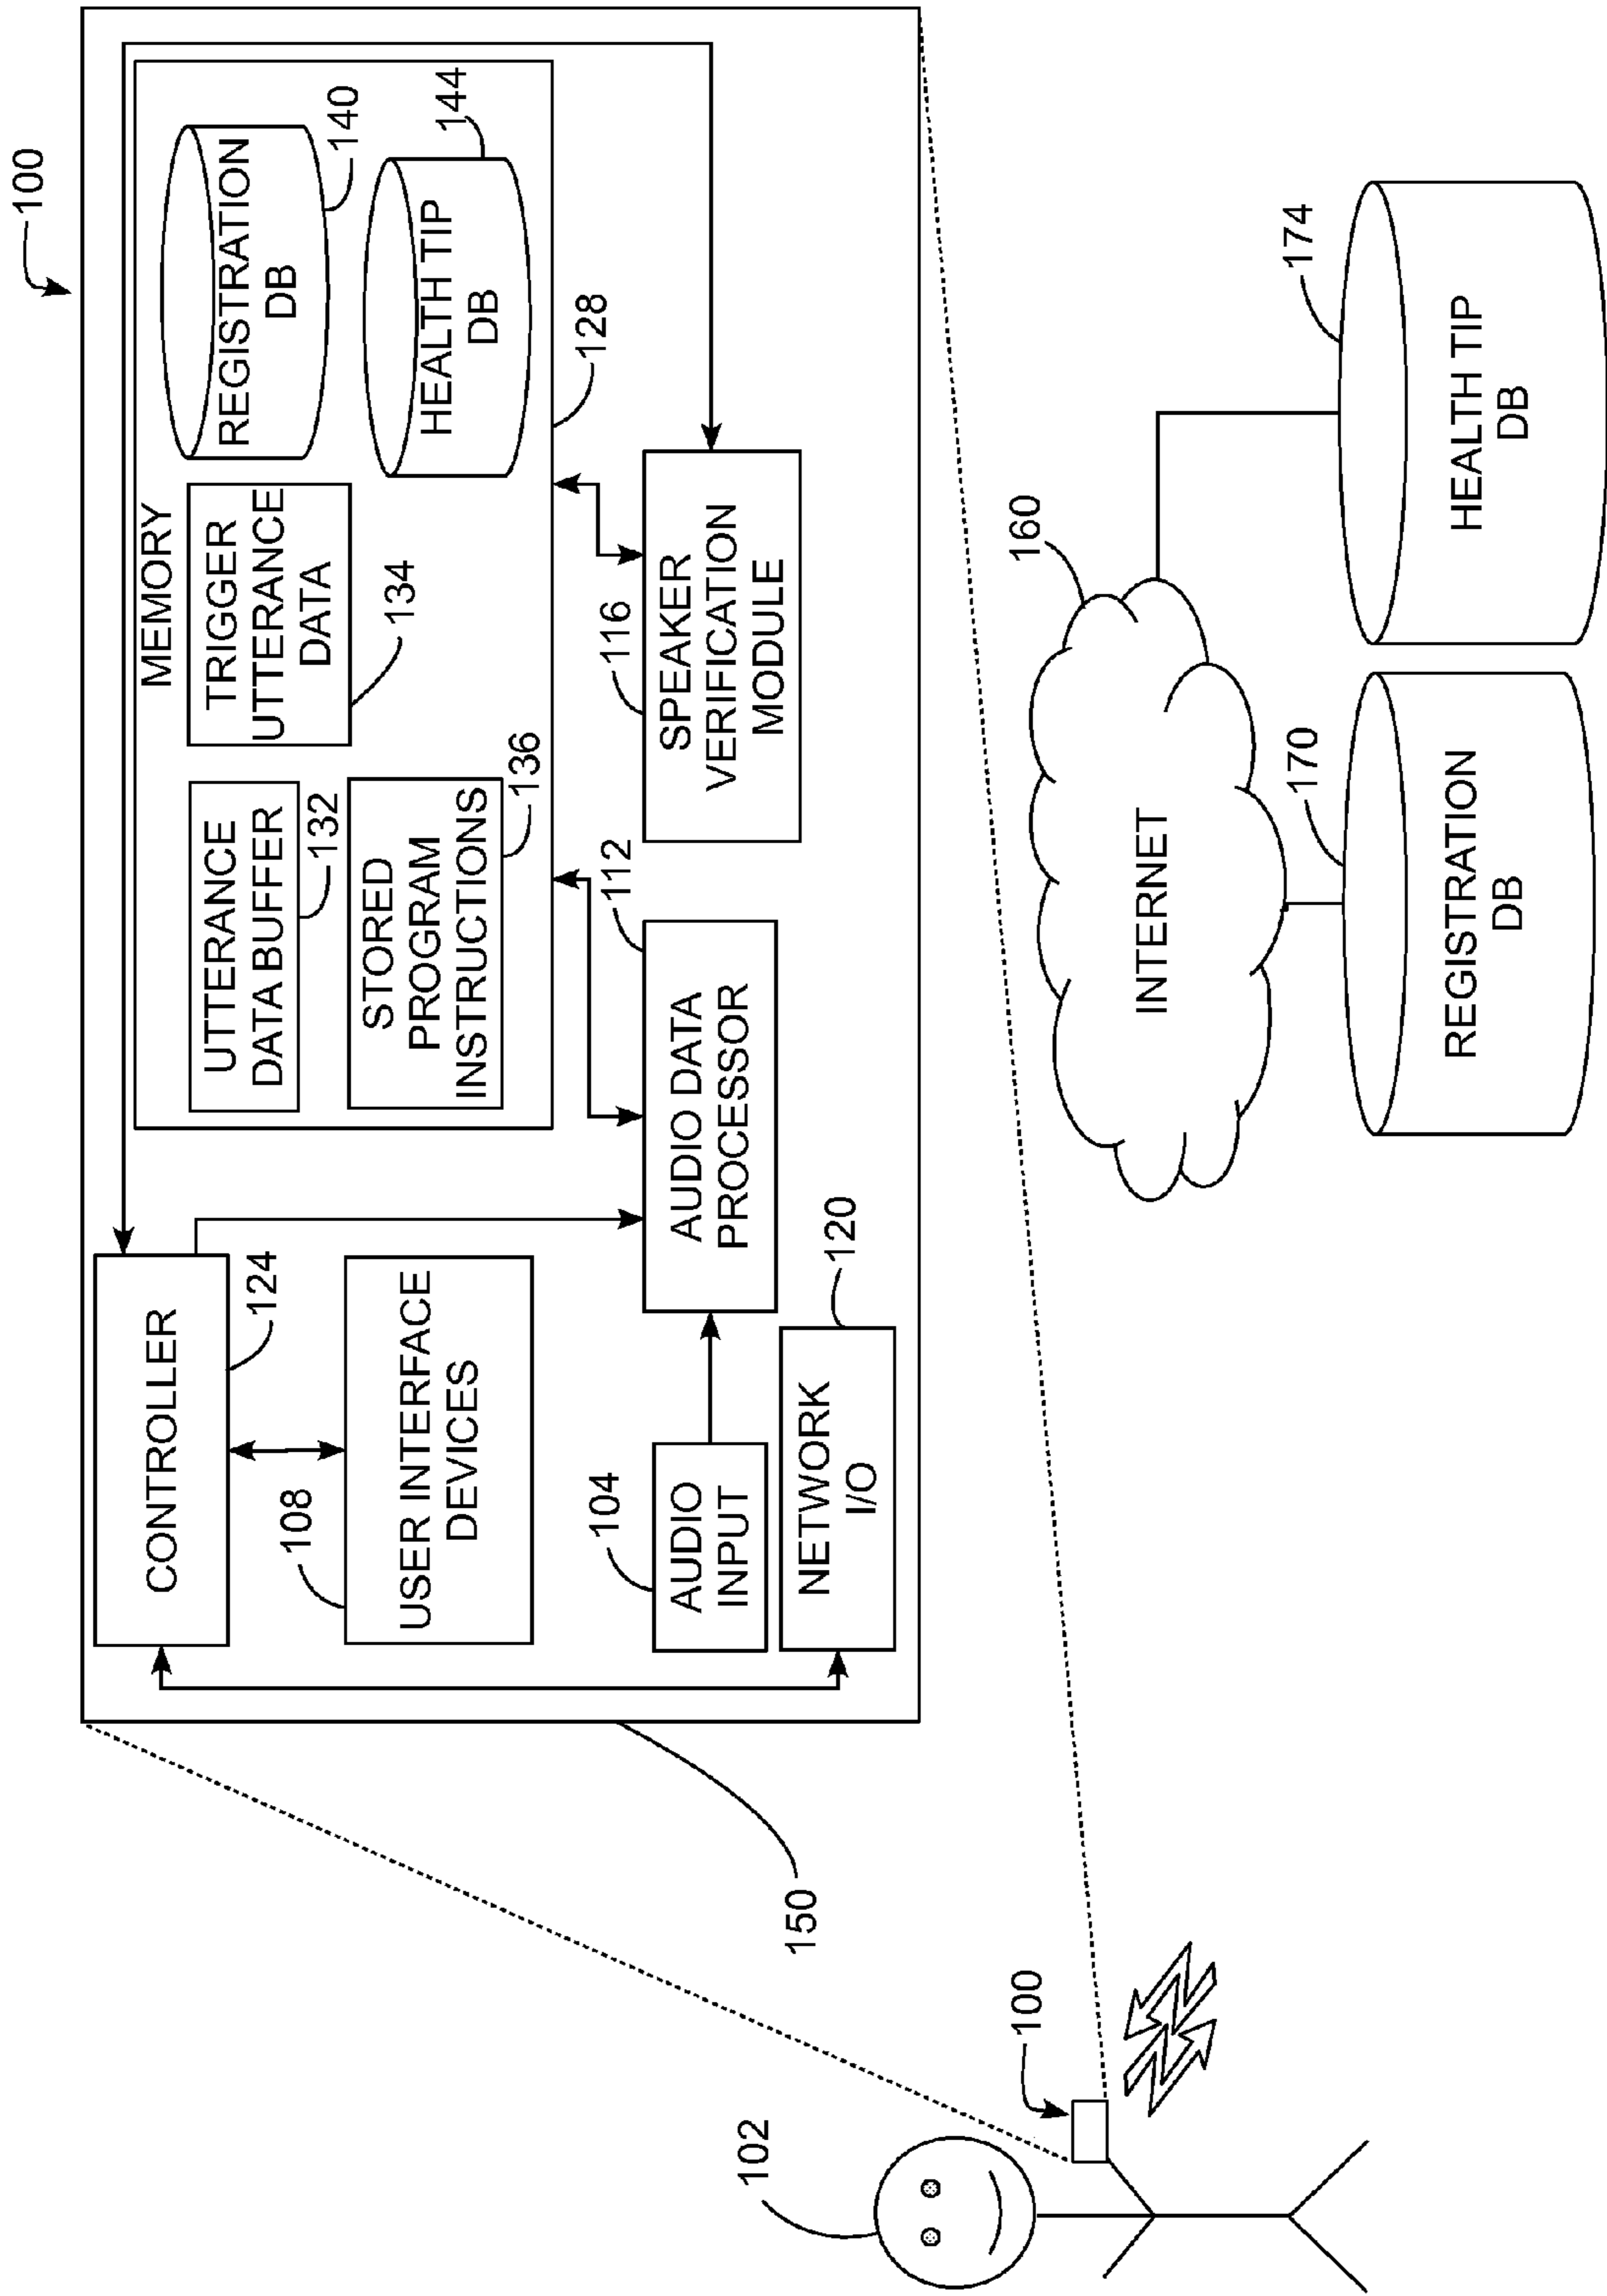 100
MEMORY
CONTROLLER
124
UTTERANCE
DATA BUFFER
132
TRIGGER
UTTERANCE
DATA
134
REGISTRATION
DB
140
108
USER INTERFACE
DEVICES
STORED
PROGRAM
INSTRUCTIONS
136
HEALTH TIP
DB
144
128
104
AUDIO
INPUT
112
AUDIO DATA
PROCESSOR
116
SPEAKER
VERIFICATION
MODULE
NETWORK
I/O
120
150
102
100
INTERNET
160
170
REGISTRATION
DB
174
HEALTH TIP
DB